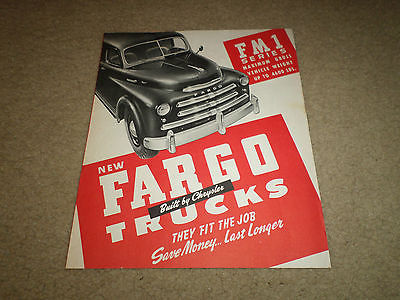 FM1
SERIES
MAXIMUM GROSS
VEHICLE WEIGHT
UP TO 4600 LBS.
FARGO
NEW
FARGO
Built by Chrysler
TRUCKS
THEY FIT THE JOB
Save Money... Last Longer